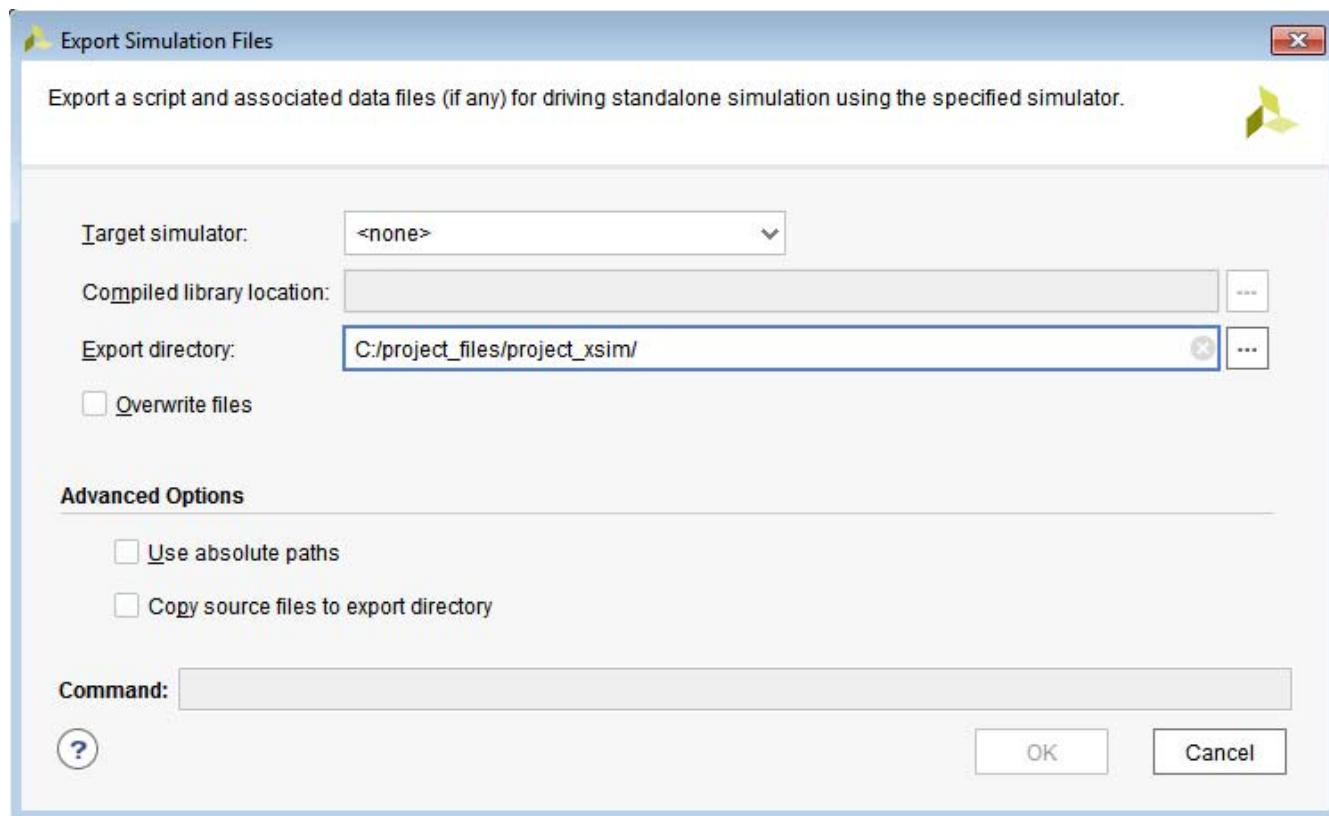 Export Simulation Files
Export a script and associated data files (if any) for driving standalone simulation using the specified simulator.
Target simulator: <none>
Compiled library location: ...
Export directory: C:/project_files/project_xsim/ ...
Overwrite files
Advanced Options
Use absolute paths
Copy source files to export directory
Command:
? OK Cancel